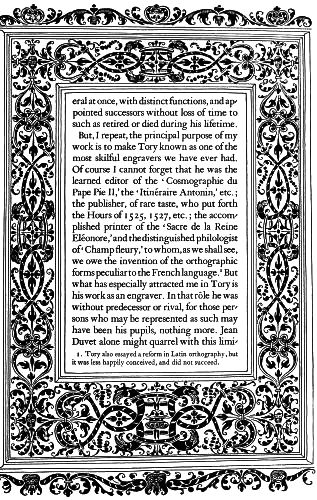 eral at once, with distinct functions, and ap-
pointed successors without loss of time to
such as retired or died during his lifetime.
But, I repeat, the principal purpose of my
work is to make Tory known as one of the
most skilful engravers we have ever had.
Of course I cannot forget that he was the
learned editor of the ‘Cosmographie du
Pape Pie II,’ the ‘Itinéraire Antonin,’ etc.;
the publisher, of rare taste, who put forth
the Hours of 1525, 1527, etc.; the accom-
plished printer of the ‘Sacre de la Reine
Eléonore,’ and the distinguished philologist
of ‘Champ fleury,’ to whom, as we shall see,
we owe the invention of the orthographic
forms peculiar to the French language.¹ But
what has especially attracted me in Tory is
his work as an engraver. In that rôle he was
without predecessor or rival, for those per-
sons who may be represented as such may
have been his pupils, nothing more. Jean
Duvet alone might quarrel with this limi-
1. Tory also essayed a reform in Latin orthography, but
it was less happily conceived, and did not succeed.
9